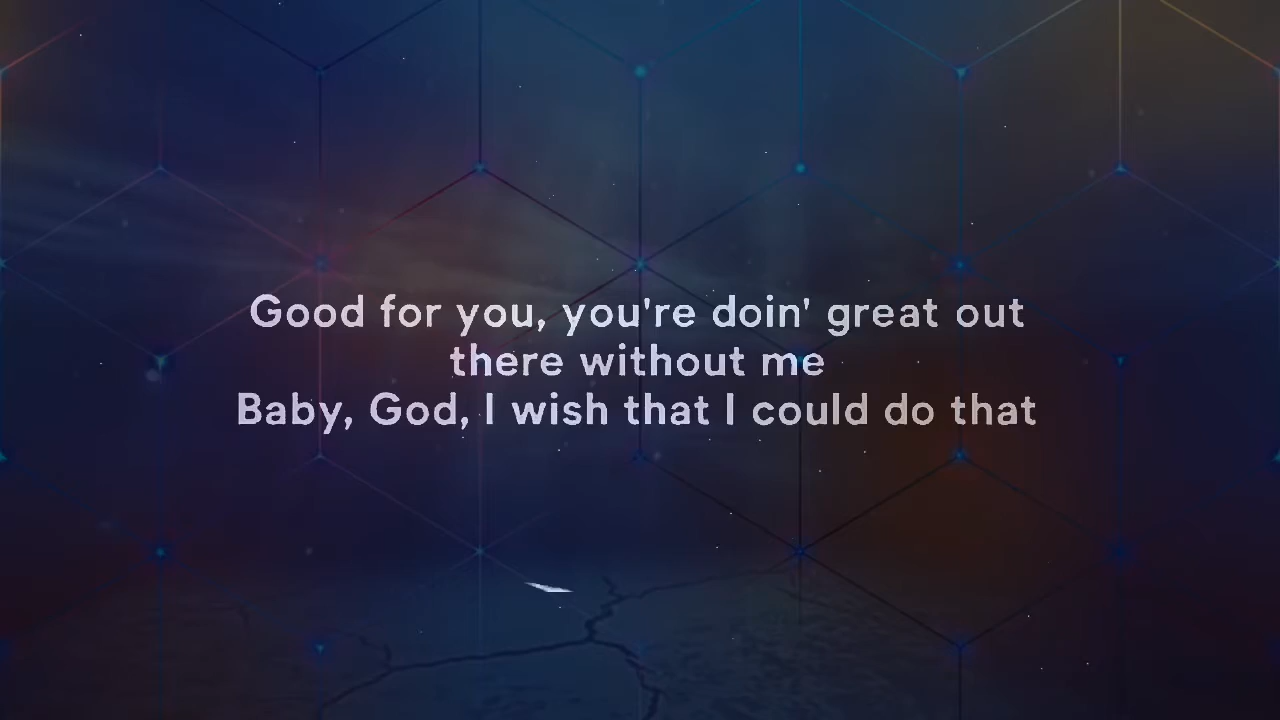 Good for you, you're doin' great out
there without me
Baby, God, I wish that I could do that